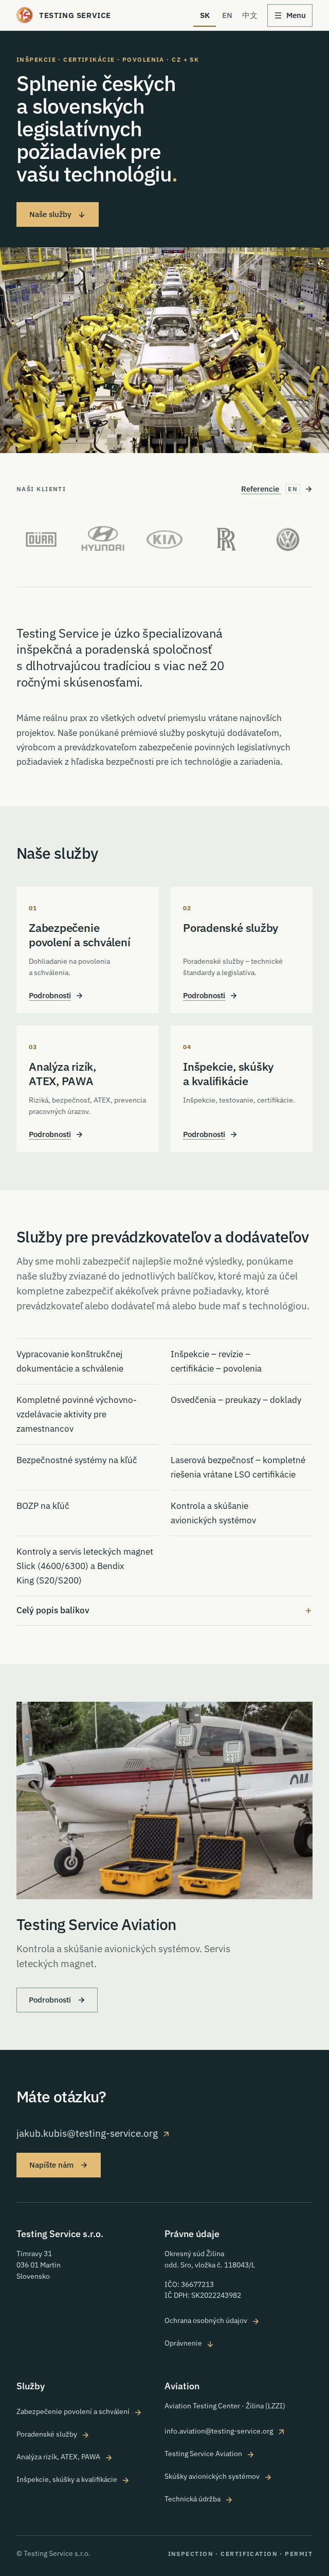 TESTING SERVICE
SK EN 中文 Menu
INŠPEKCIE · CERTIFIKÁCIE · POVOLENIA · CZ + SK
Splnenie českých
a slovenských
legislatívnych
požiadaviek pre
vašu technológiu.
Naše služby
NAŠI KLIENTI
Referencie EN
DÜRR
HYUNDAI
KIA
Testing Service je úzko špecializovaná
inšpekčná a poradenská spoločnosť
s dlhotrvajúcou tradíciou s viac než 20
ročnými skúsenosťami.
Máme reálnu prax zo všetkých odvetví priemyslu vrátane najnovších
projektov. Naše ponúkané prémiové služby poskytujú dodávateľom,
výrobcom a prevádzkovateľom zabezpečenie povinných legislatívnych
požiadaviek z hľadiska bezpečnosti pre ich technológie a zariadenia.
Naše služby
01
Zabezpečenie
povolení a schválení
Dohliadanie na povolenia
a schválenia.
Podrobnosti
02
Poradenské služby
Poradenské služby – technické
štandardy a legislatíva.
Podrobnosti
03
Analýza rizík,
ATEX, PAWA
Riziká, bezpečnosť, ATEX, prevencia
pracovných úrazov.
Podrobnosti
04
Inšpekcie, skúšky
a kvalifikácie
Inšpekcie, testovanie, certifikácie.
Podrobnosti
Služby pre prevádzkovateľov a dodávateľov
Aby sme mohli zabezpečiť najlepšie možné výsledky, ponúkame
naše služby zviazané do jednotlivých balíčkov, ktoré majú za účel
kompletne zabezpečiť akékoľvek právne požiadavky, ktoré
prevádzkovateľ alebo dodávateľ má alebo bude mať s technológiou.
Vypracovanie konštrukčnej
dokumentácie a schválenie
Inšpekcie – revízie –
certifikácie – povolenia
Kompletné povinné výchovno-
vzdelávacie aktivity pre
zamestnancov
Osvedčenia – preukazy – doklady
Bezpečnostné systémy na kľúč
Laserová bezpečnosť – kompletné
riešenia vrátane LSO certifikácie
BOZP na kľúč
Kontrola a skúšanie
avionických systémov
Kontroly a servis leteckých magnet
Slick (4600/6300) a Bendix
King (S20/S200)
Celý popis balíkov
Testing Service Aviation
Kontrola a skúšanie avionických systémov. Servis
leteckých magnet.
Podrobnosti
Máte otázku?
jakub.kubis@testing-service.org
Napíšte nám
Testing Service s.r.o.
Timravy 31
036 01 Martin
Slovensko
Právne údaje
Okresný súd Žilina
odd. Sro, vložka č. 118043/L
IČO: 36677213
IČ DPH: SK2022243982
Ochrana osobných údajov
Oprávnenie
Služby
Zabezpečenie povolení a schválení
Poradenské služby
Analýza rizík, ATEX, PAWA
Inšpekcie, skúšky a kvalifikácie
Aviation
Aviation Testing Center · Žilina (LZZI)
info.aviation@testing-service.org
Testing Service Aviation
Skúšky avionických systémov
Technická údržba
© Testing Service s.r.o.
INSPECTION · CERTIFICATION · PERMIT